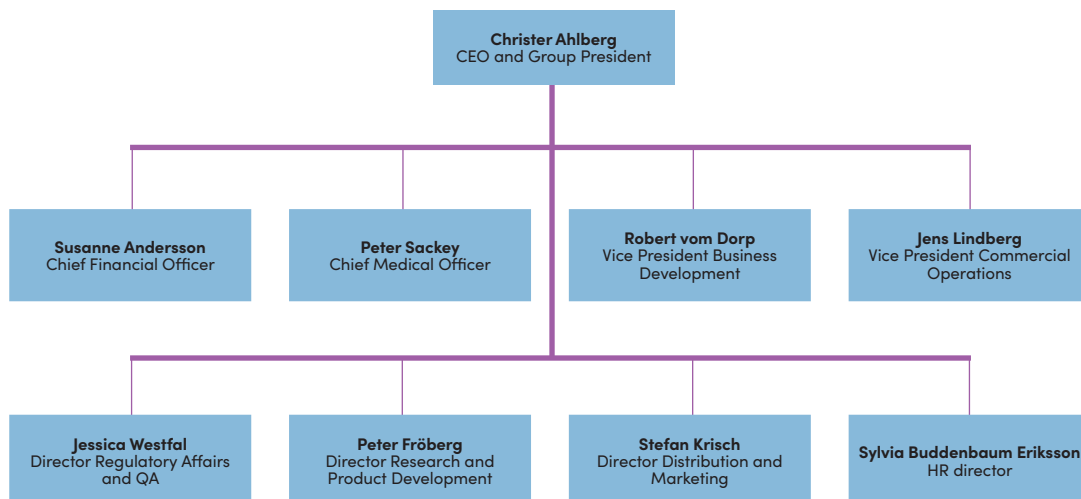 Christer Ahlberg
CEO and Group President
Susanne Andersson
Chief Financial Officer
Peter Sackey
Chief Medical Officer
Robert vom Dorp
Vice President Business
Development
Jens Lindberg
Vice President Commercial
Operations
Jessica Westfal
Director Regulatory Affairs
and QA
Peter Fröberg
Director Research and
Product Development
Stefan Krisch
Director Distribution and
Marketing
Sylvia Buddenbaum Eriksson
HR director